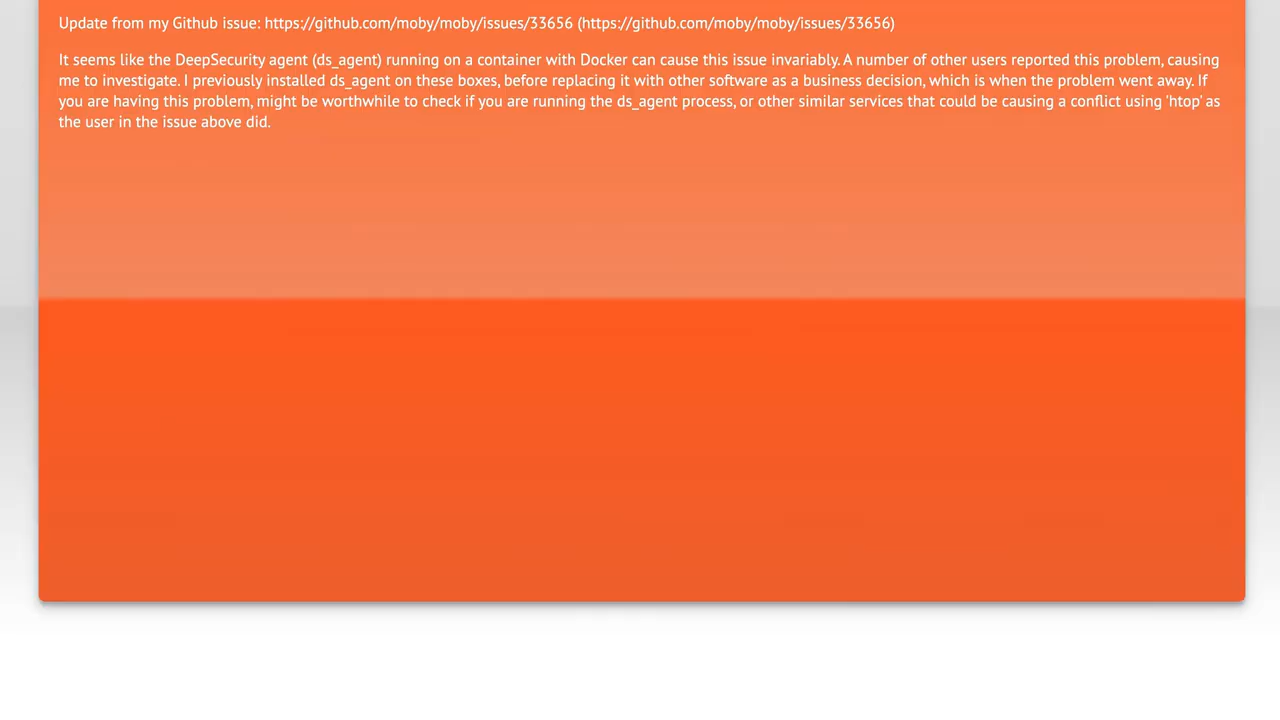 Update from my Github issue: https://github.com/moby/moby/issues/33656 (https://github.com/moby/moby/issues/33656)
It seems like the DeepSecurity agent (ds_agent) running on a container with Docker can cause this issue invariably. A number of other users reported this problem, causing
me to investigate. I previously installed ds_agent on these boxes, before replacing it with other software as a business decision, which is when the problem went away. If
you are having this problem, might be worthwhile to check if you are running the ds_agent process, or other similar services that could be causing a conflict using 'htop' as
the user in the issue above did.